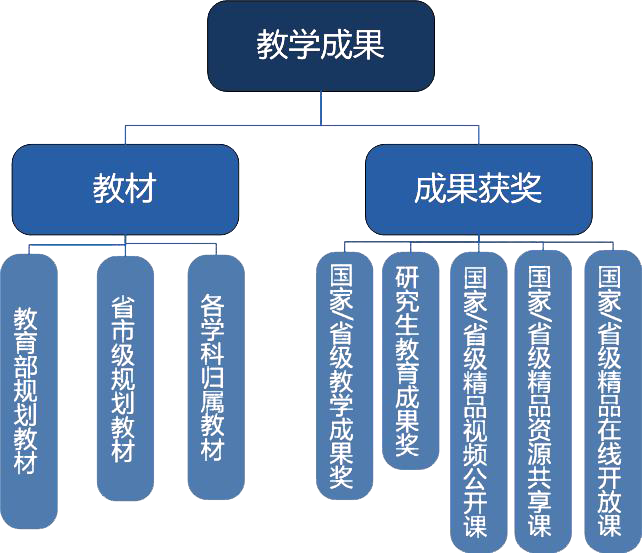 教学成果
教材
成果获奖
教育部规划教材
省市级规划教材
各学科归属教材
国家/省级教学成果奖
研究生教育成果奖
国家/省级精品视频公开课
国家/省级精品资源共享课
国家/省级精品在线开放课